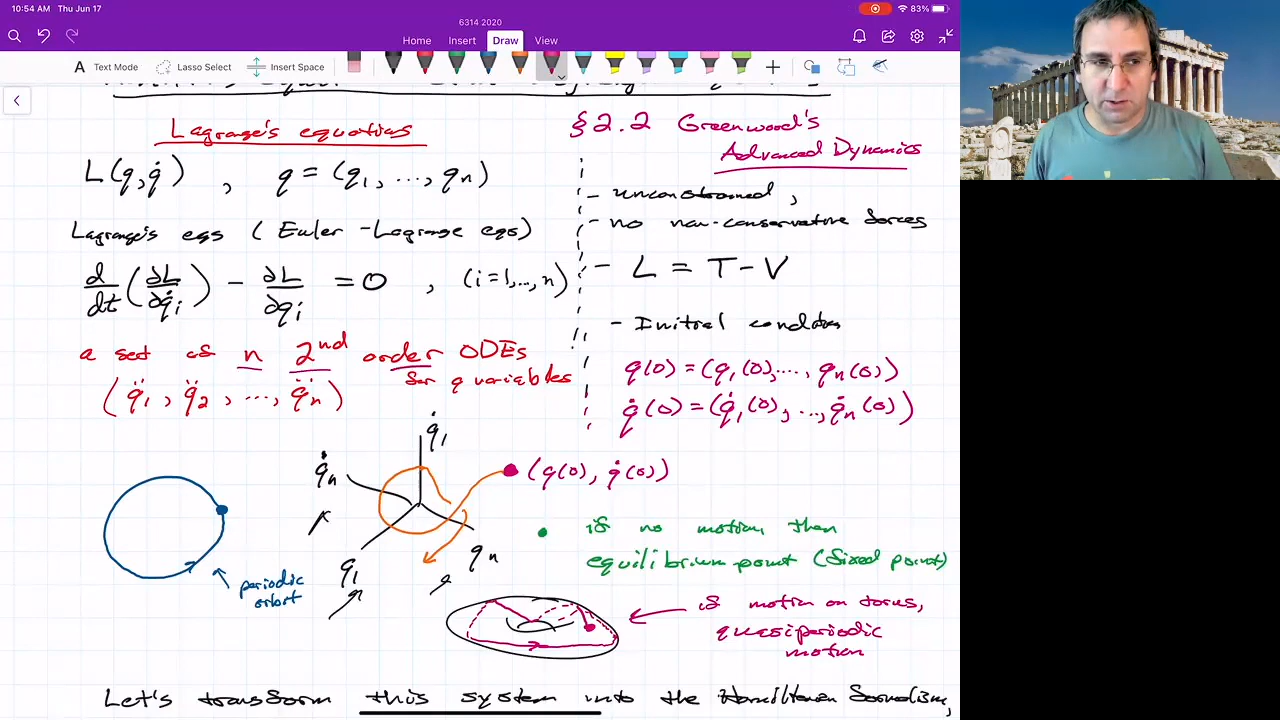 10:54 AM Thu Jun 17
83%
6314 2020
Home Insert Draw View
Text Mode Lasso Select Insert Space
Lagrange's equations
L(q,q̇) , q = (q₁, ..., qₙ)
Lagrange's eqs (Euler-Lagrange eqs)
d/dt (∂L/∂q̇ᵢ) - ∂L/∂qᵢ = 0 , (i=1,...,n)
a set of n 2nd order ODEs
for q variables
(q̈₁, q̈₂, ..., q̈ₙ)
§2.2 Greenwood's
Advanced Dynamics
- unconstrained,
- no non-conservative forces
- L = T-V
- Initial conditions
q(0) = (q₁(0),..., qₙ(0))
q̇(0) = (q̇₁(0), ..., q̇ₙ(0))
q̇₁
q̇ₙ
q₁
qₙ
(q(0), q̇(0))
periodic
orbit
if no motion, then
equilibrium point (fixed point)
if motion on torus,
quasiperiodic
motion
Let's transform this system into the Hamiltonian formalism,